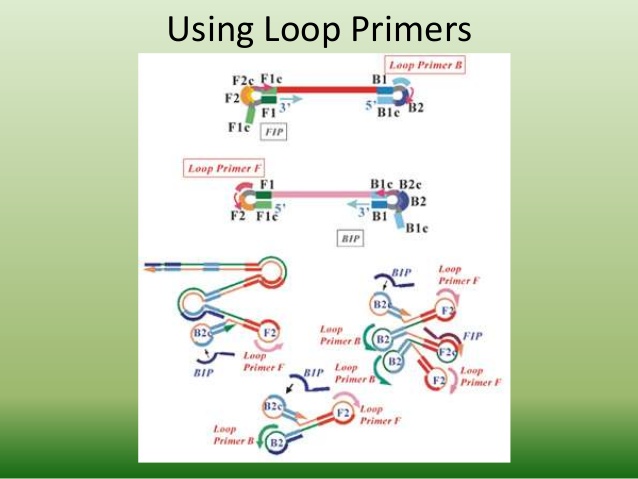 Using Loop Primers
Loop Primer B
F2c F1c
B1
F2
F1 3'
5'
B1c B2
F1c
FIP
Loop Primer F
F1
B1c B2c
F2 F1c 5'
3' B1 B2
BIP
B1c
BIP
Loop
Primer F
B2c
F2
B2c
F2
Loop
Primer B
B2
FIP
F2c
BIP
Loop
Primer F
BIP
B2
Loop
Primer B
F2
Loop
Primer F
B2c
F2
Loop
Primer F
Loop
Primer B
B2